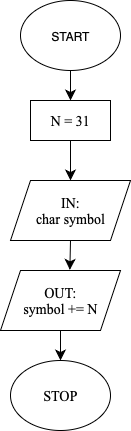 START
N = 31
IN:
char symbol
OUT:
symbol += N
STOP